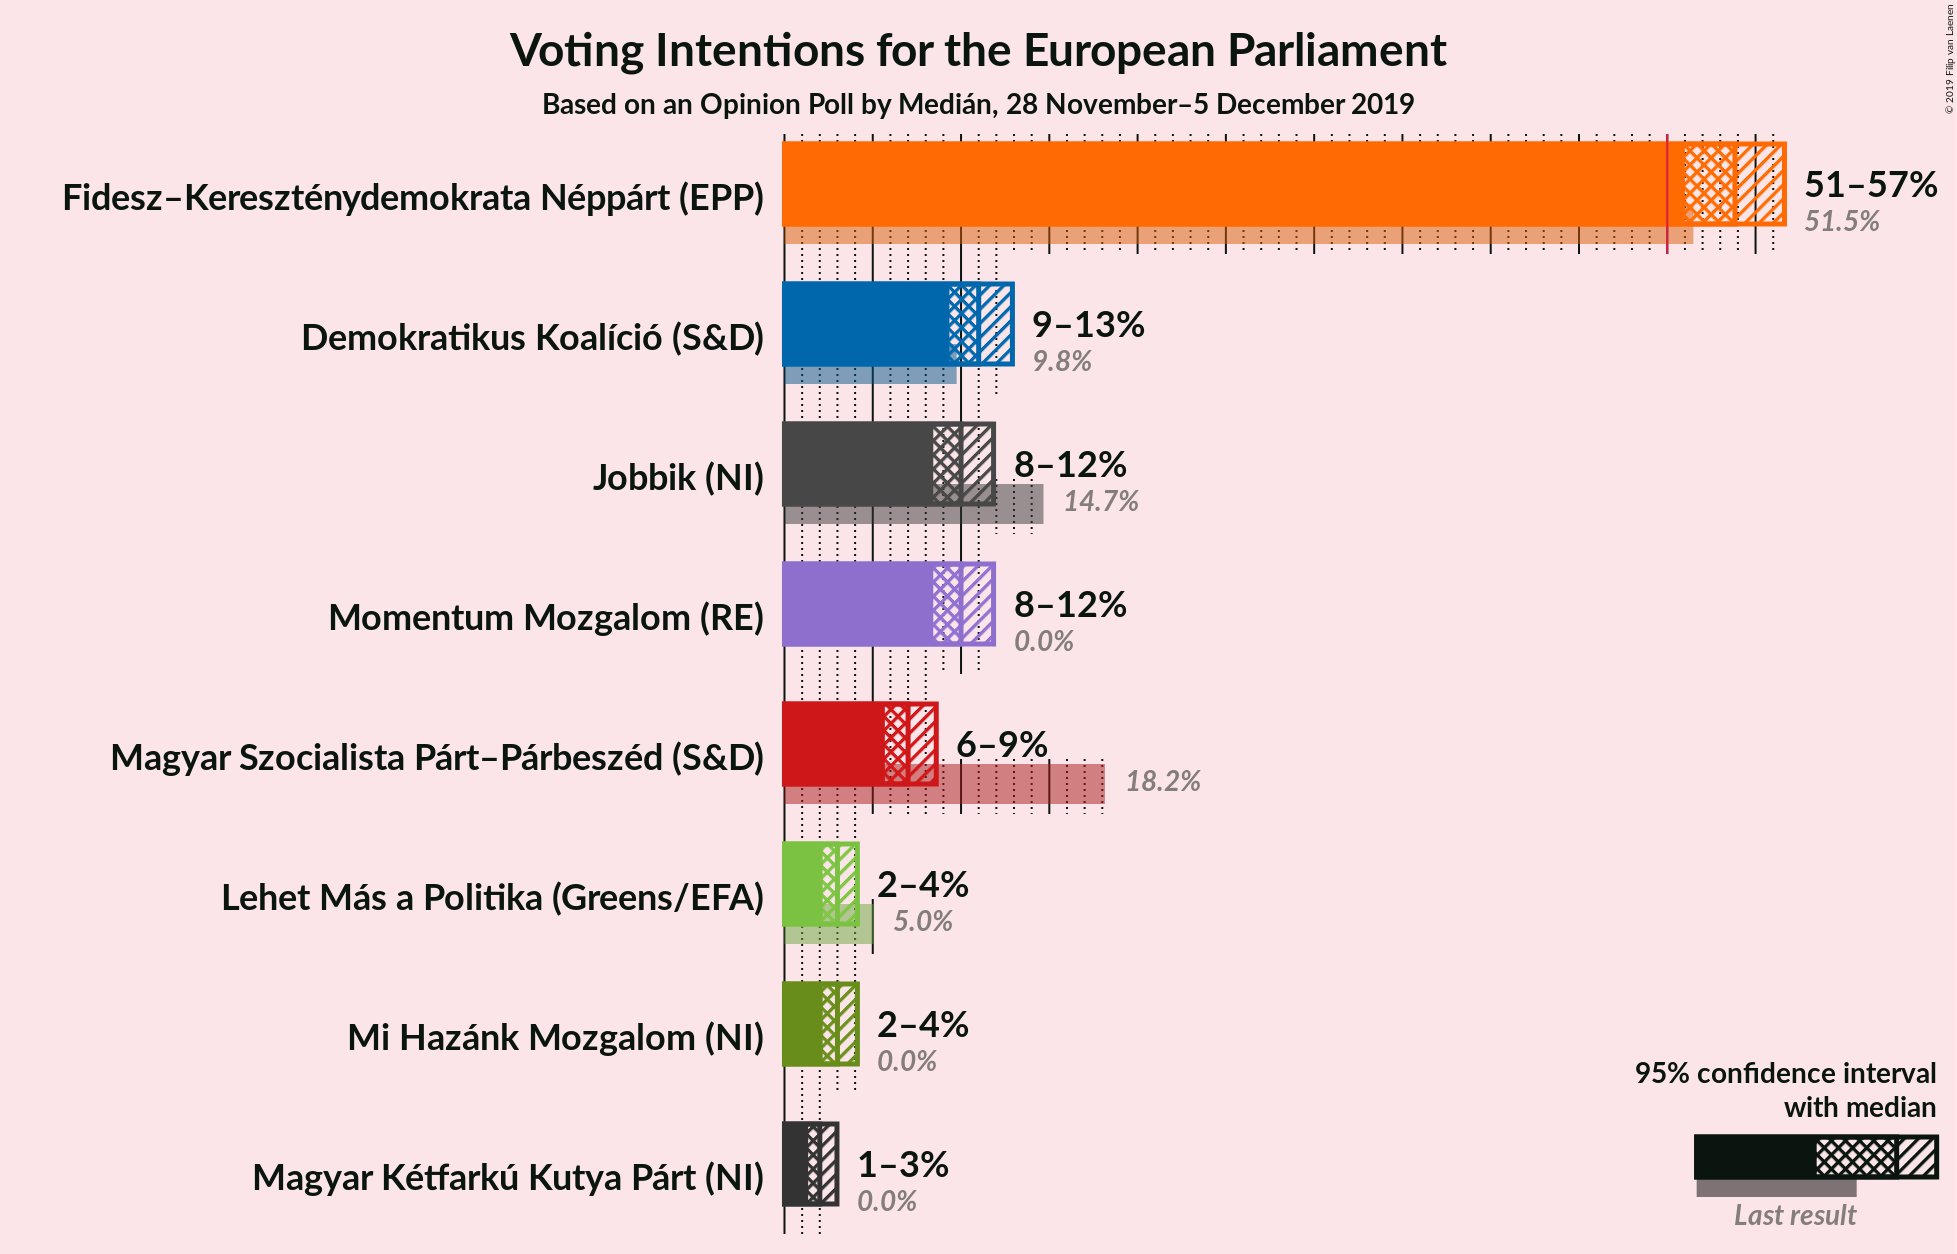 Voting Intentions for the European Parliament
Based on an Opinion Poll by Medián, 28 November–5 December 2019
© 2019 Filip van Laenen
Fidesz–Kereszténydemokrata Néppárt (EPP)
51–57%
51.5%
Demokratikus Koalíció (S&D)
9–13%
9.8%
Jobbik (NI)
8–12%
14.7%
Momentum Mozgalom (RE)
8–12%
0.0%
Magyar Szocialista Párt–Párbeszéd (S&D)
6–9%
18.2%
Lehet Más a Politika (Greens/EFA)
2–4%
5.0%
Mi Hazánk Mozgalom (NI)
2–4%
0.0%
Magyar Kétfarkú Kutya Párt (NI)
1–3%
0.0%
95% confidence interval
with median
Last result